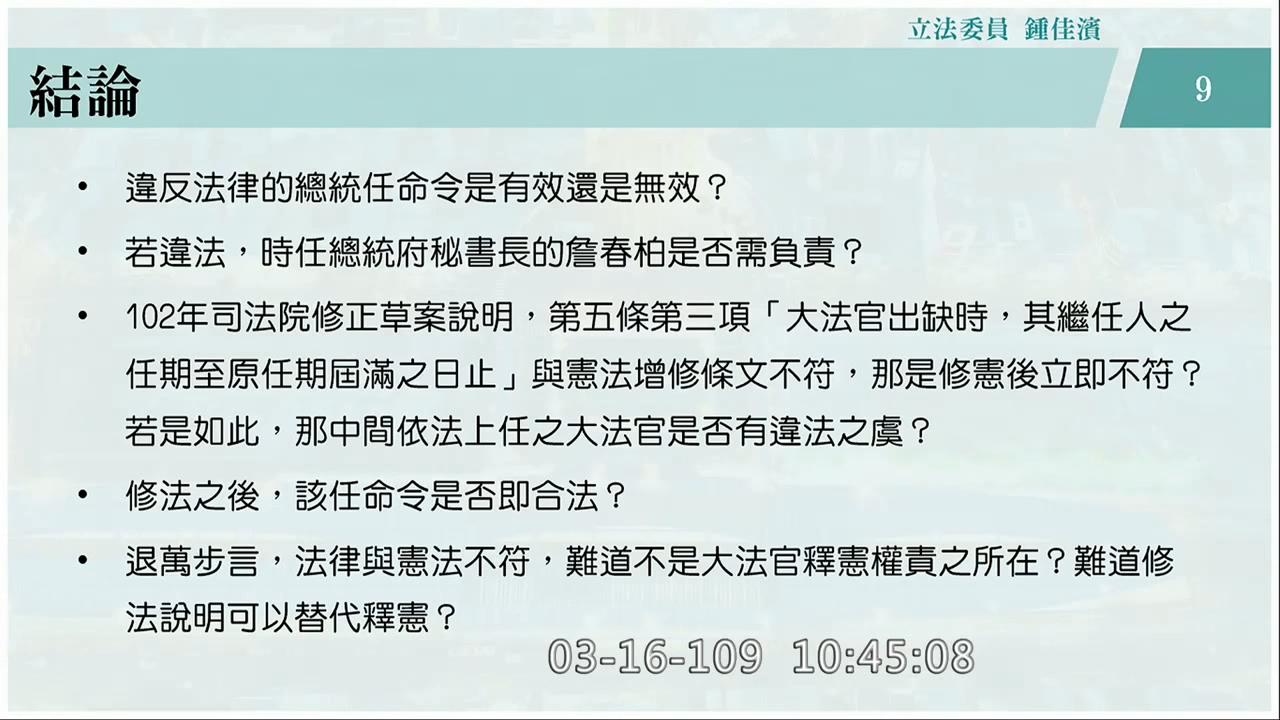 立法委員 鍾佳濱
結論
9
• 違反法律的總統任命令是有效還是無效？
• 若違法，時任總統府秘書長的詹春柏是否需負責？
• 102年司法院修正草案說明，第五條第三項「大法官出缺時，其繼任人之
任期至原任期屆滿之日止」與憲法增修條文不符，那是修憲後立即不符？
若是如此，那中間依法上任之大法官是否有違法之虞？
• 修法之後，該任命令是否即合法？
• 退萬步言，法律與憲法不符，難道不是大法官釋憲權責之所在？難道修
法說明可以替代釋憲？
03-16-109 10:45:08